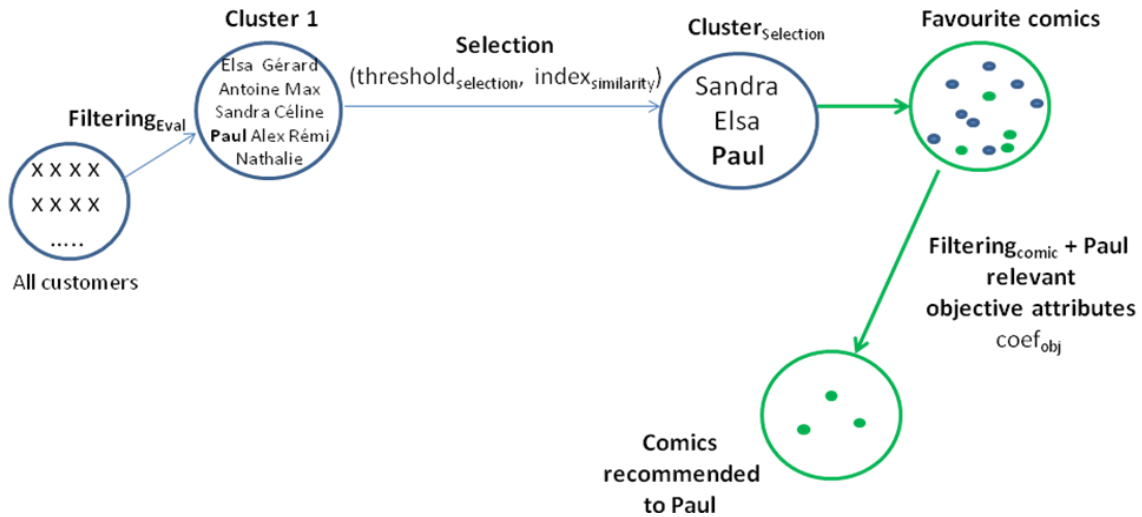 Cluster 1
Elsa Gérard
Antoine Max
Sandra Céline
Paul Alex Rémi
Nathalie
FilteringEval
X X X X
X X X X
.....
All customers
Selection
(thresholdselection, indexsimilarity)
ClusterSelection
Sandra
Elsa
Paul
Favourite comics
Filteringcomic + Paul
relevant
objective attributes
coefobj
Comics
recommended
to Paul